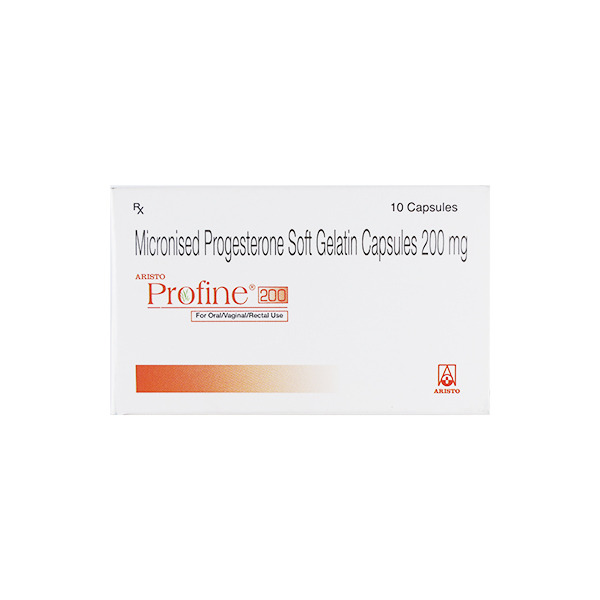 Rx
10 Capsules
Micronised Progesterone Soft Gelatin Capsules 200 mg
ARISTO
Profine® 200
For Oral/Vaginal/Rectal Use
ARISTO